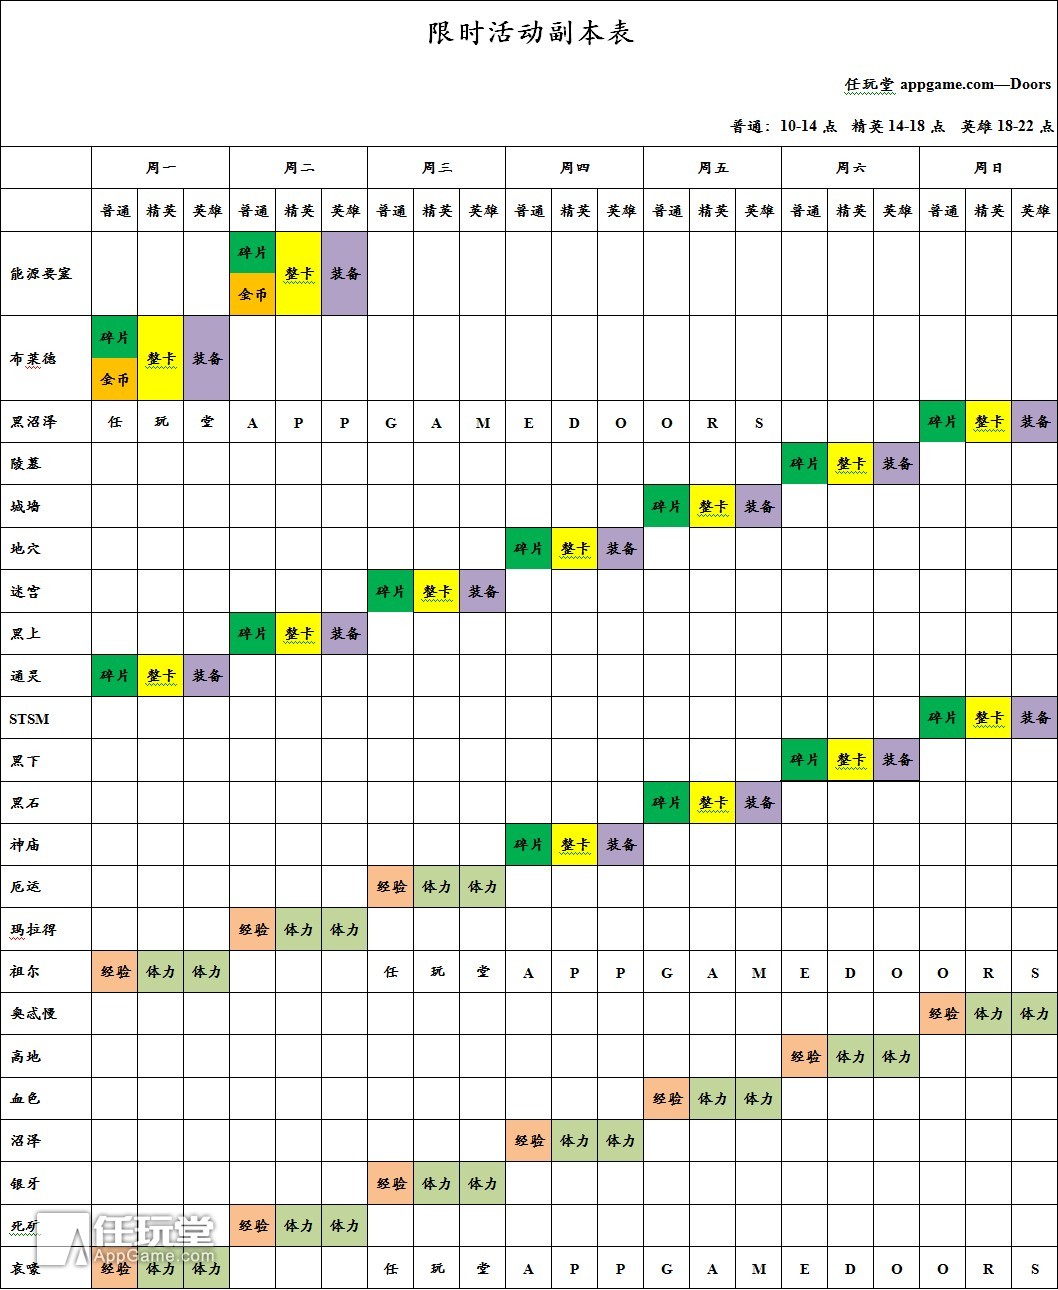 限时活动副本表
任玩堂 appgame.com—Doors
普通：10-14 点 精英 14-18 点 英雄 18-22 点
周一 周二 周三 周四 周五 周六 周日
普通 精英 英雄 普通 精英 英雄 普通 精英 英雄 普通 精英 英雄 普通 精英 英雄 普通 精英 英雄 普通 精英 英雄
能源要塞 碎片 金币 整卡 装备
布莱德 碎片 金币 整卡 装备
黑沼泽 任 玩 堂 A P P G A M E D O O R S 碎片 整卡 装备
陵墓 碎片 整卡 装备
城墙 碎片 整卡 装备
地穴 碎片 整卡 装备
迷宫 碎片 整卡 装备
黑上 碎片 整卡 装备
通灵 碎片 整卡 装备
STSM 碎片 整卡 装备
黑下 碎片 整卡 装备
黑石 碎片 整卡 装备
神庙 碎片 整卡 装备
厄运 经验 体力 体力
玛拉得 经验 体力 体力
祖尔 经验 体力 体力 任 玩 堂 A P P G A M E D O O R S
奥忒慢 经验 体力 体力
高地 经验 体力 体力
血色 经验 体力 体力
沼泽 经验 体力 体力
银牙 经验 体力 体力
死矿 经验 体力 体力
哀嚎 经验 体力 体力 任 玩 堂 A P P G A M E D O O R S
任玩堂
AppGame.com